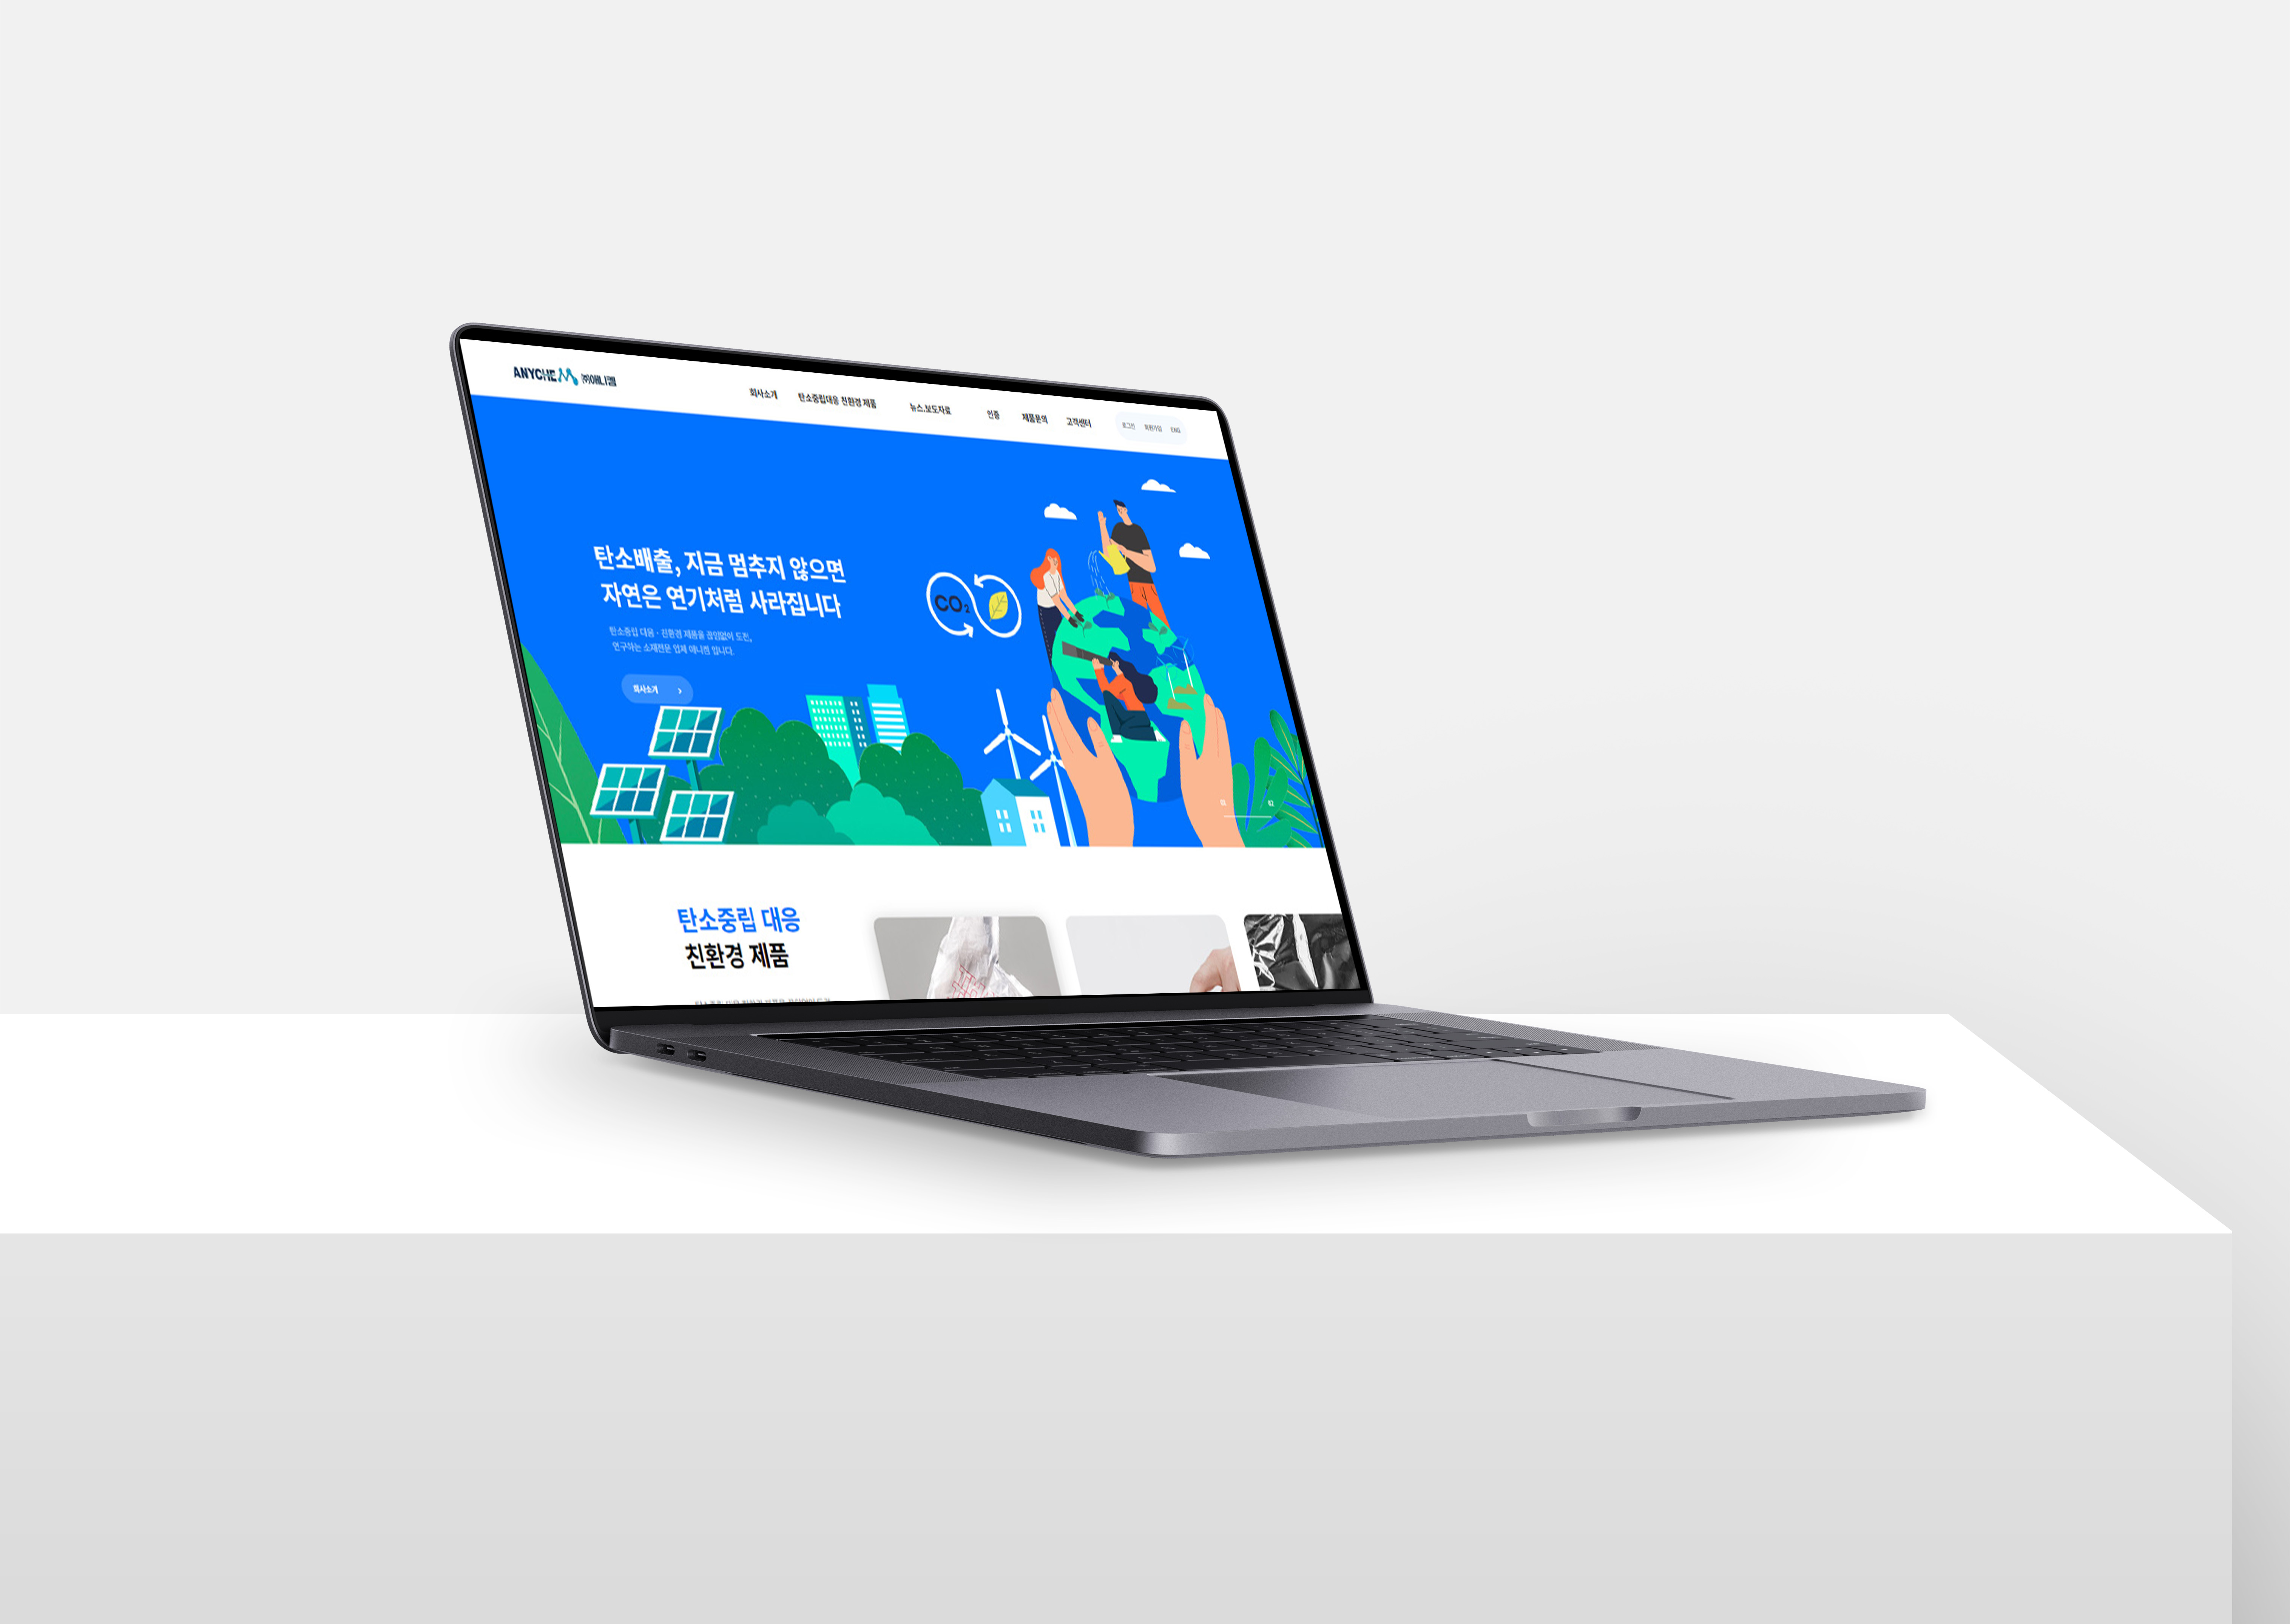 ANYCHEM ㈜애니켐
회사소개 탄소중립대응 친환경 제품 뉴스.보도자료 인증 제품문의 고객센터 로그인 회원가입 ENG
탄소배출, 지금 멈추지 않으면
자연은 연기처럼 사라집니다
탄소중립 대응 · 친환경 제품을 끊임없이 도전,
연구하는 소재전문 업체 애니켐 입니다.
회사소개
CO2
01 02
탄소중립 대응
친환경 제품